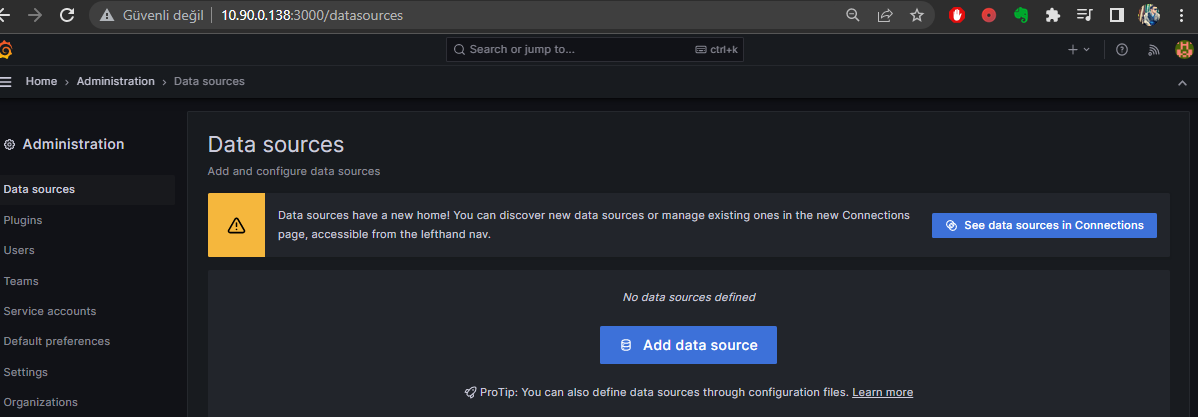 Güvenli değil
10.90.0.138:3000/datasources
Search or jump to...
ctrl+k
Home › Administration › Data sources
Administration
Data sources
Plugins
Users
Teams
Service accounts
Default preferences
Settings
Organizations
Data sources
Add and configure data sources
Data sources have a new home! You can discover new data sources or manage existing ones in the new Connections
page, accessible from the lefthand nav.
See data sources in Connections
No data sources defined
Add data source
ProTip: You can also define data sources through configuration files. Learn more